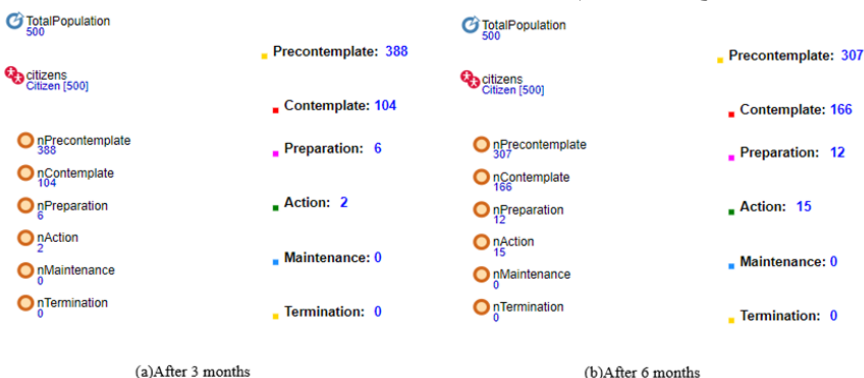 TotalPopulation
500
citizens
Citizen [500]
nPrecontemplate
388
nContemplate
104
nPreparation
6
nAction
2
nMaintenance
0
nTermination
0
Precontemplate: 388
Contemplate: 104
Preparation: 6
Action: 2
Maintenance: 0
Termination: 0
(a)After 3 months
TotalPopulation
500
citizens
Citizen [500]
nPrecontemplate
307
nContemplate
166
nPreparation
12
nAction
15
nMaintenance
0
nTermination
0
Precontemplate: 307
Contemplate: 166
Preparation: 12
Action: 15
Maintenance: 0
Termination: 0
(b)After 6 months